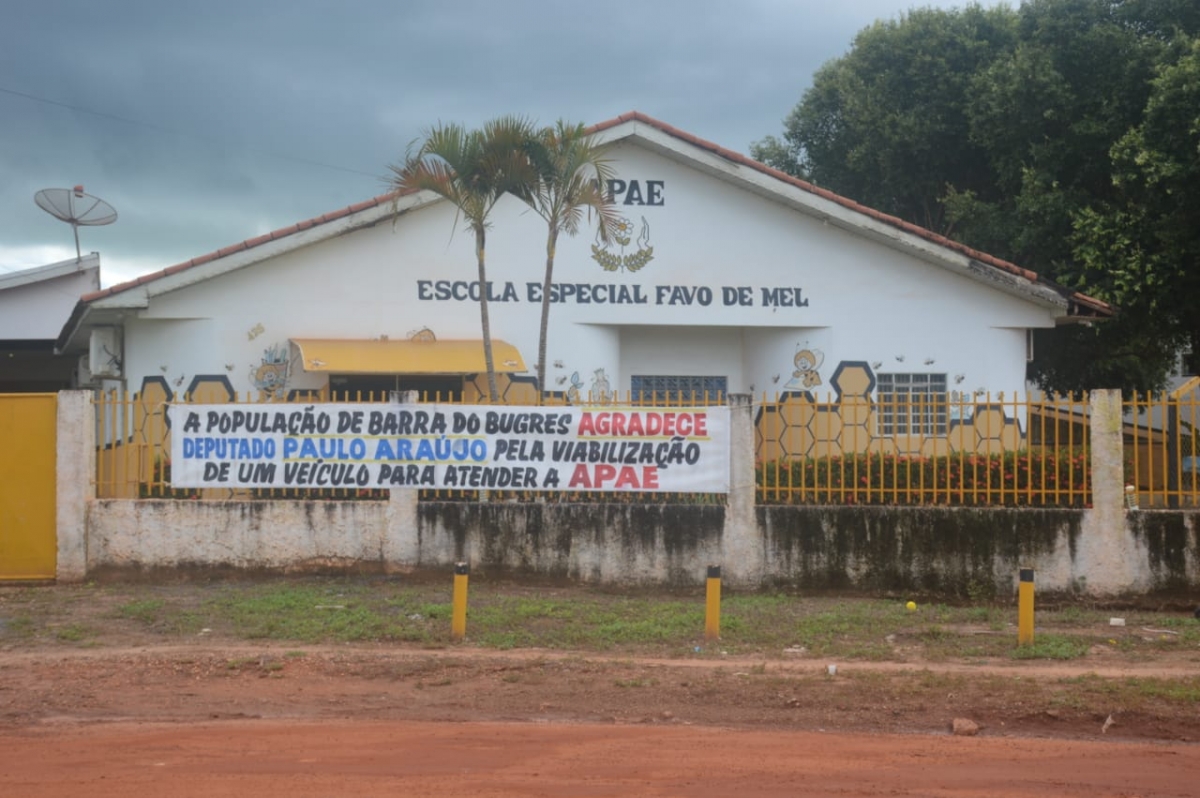 APAE
ESCOLA ESPECIAL FAVO DE MEL
A POPULAÇÃO DE BARRA DO BUGRES AGRADECE
DEPUTADO PAULO ARAÚJO PELA VIABILIZAÇÃO
DE UM VEÍCULO PARA ATENDER A APAE